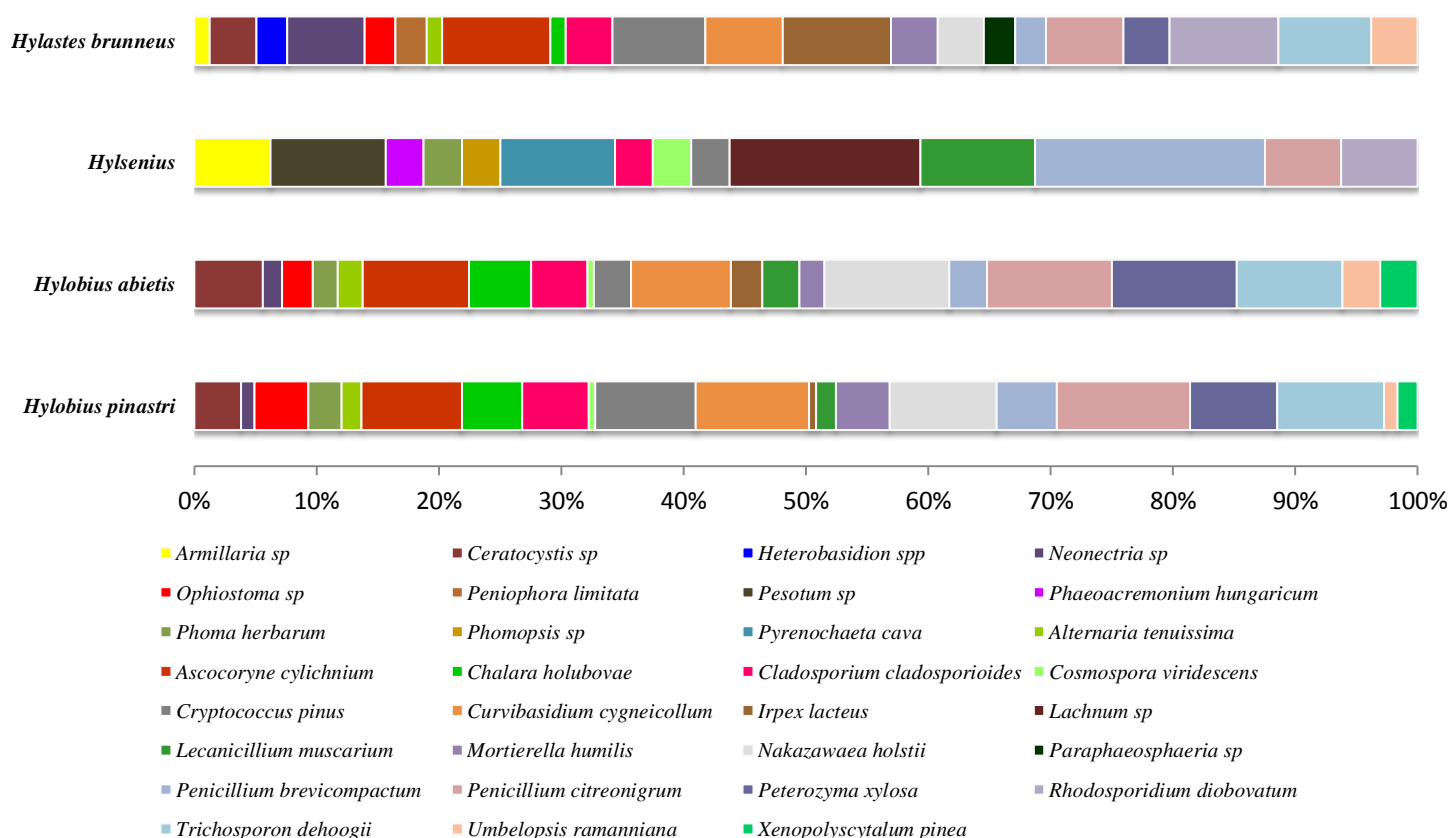 Hylastes brunneus
Hylsenius
Hylobius abietis
Hylobius pinastri
0% 10% 20% 30% 40% 50% 60% 70% 80% 90% 100%
Armillaria sp Ceratocystis sp Heterobasidion spp Neonectria sp
Ophiostoma sp Peniophora limitata Pesotum sp Phaeoacremonium hungaricum
Phoma herbarum Phomopsis sp Pyrenochaeta cava Alternaria tenuissima
Ascocoryne cylichnium Chalara holubovae Cladosporium cladosporioides Cosmospora viridescens
Cryptococcus pinus Curvibasidium cygneicollum Irpex lacteus Lachnum sp
Lecanicillium muscarium Mortierella humilis Nakazawaea holstii Paraphaeosphaeria sp
Penicillium brevicompactum Penicillium citreonigrum Peterozyma xylosa Rhodosporidium diobovatum
Trichosporon dehoogii Umbelopsis ramanniana Xenopolyscytalum pinea